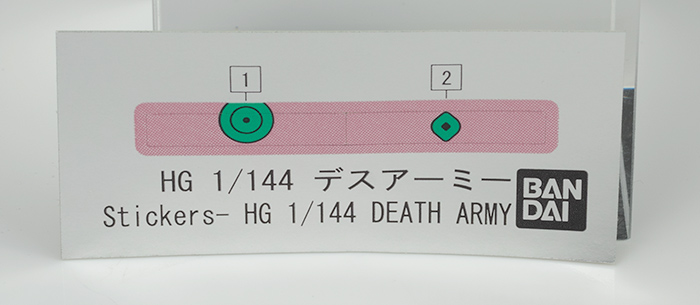 1 2
HG 1/144 デスアーミー
Stickers- HG 1/144 DEATH ARMY
BAN
DAI